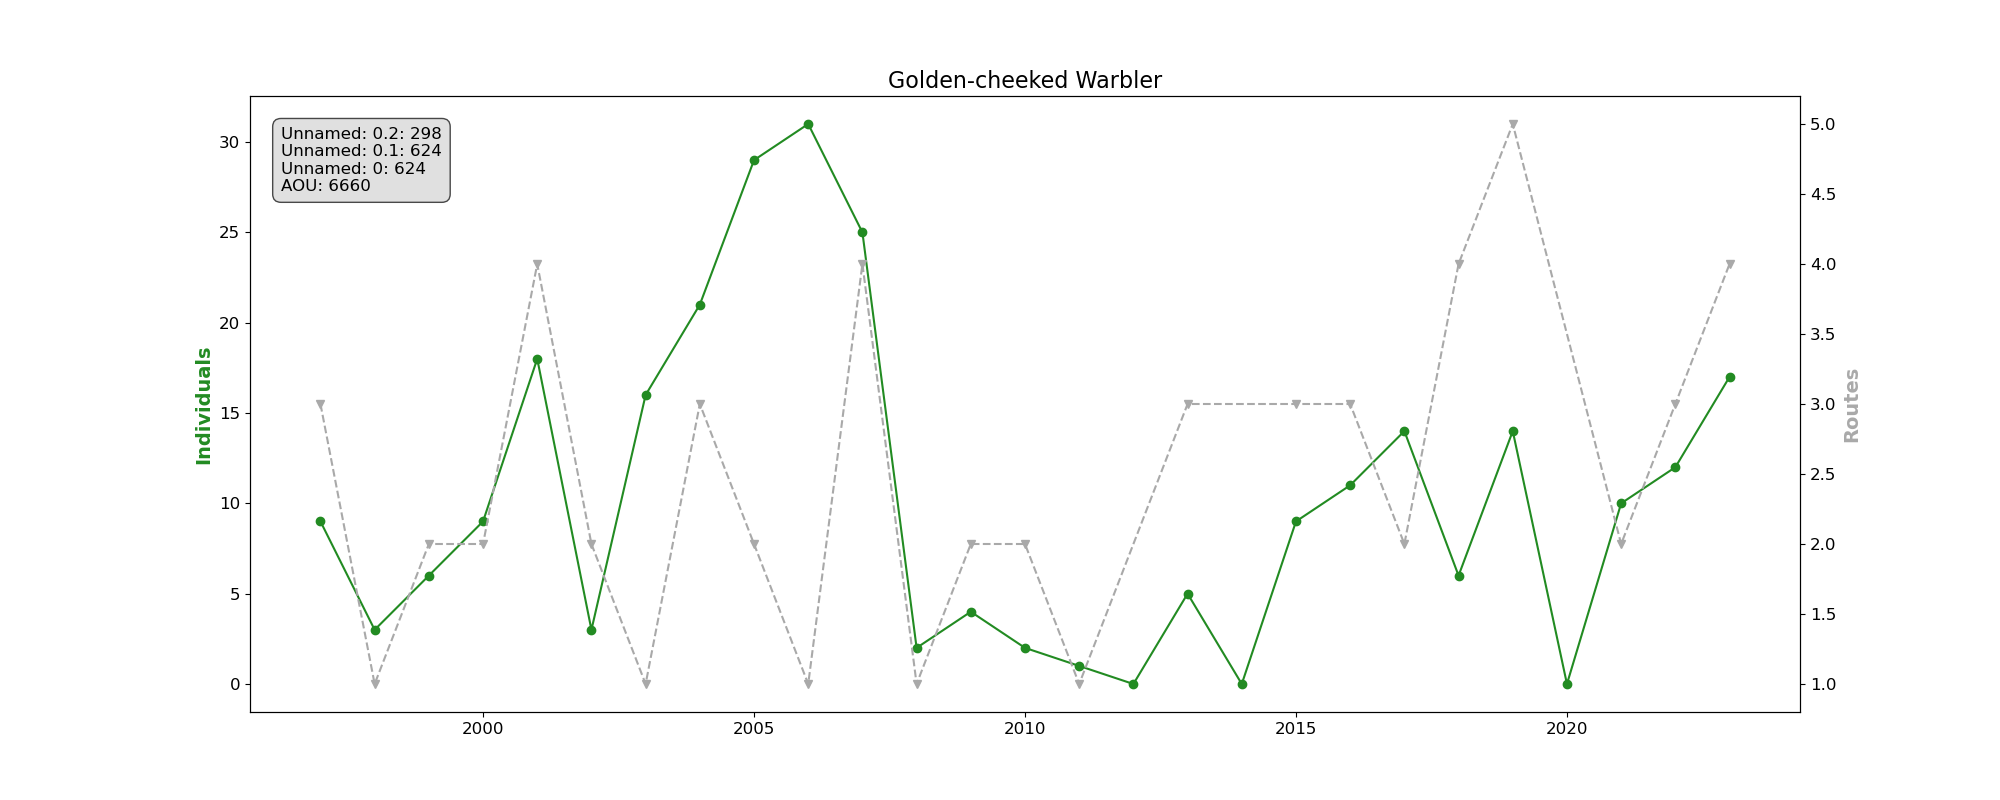 Golden-cheeked Warbler
Unnamed: 0.2: 298
Unnamed: 0.1: 624
Unnamed: 0: 624
AOU: 6660
Individuals
30
25
20
15
10
5
0
5.0
4.5
4.0
3.5
3.0
2.5
2.0
1.5
1.0
Routes
2000 2005 2010 2015 2020